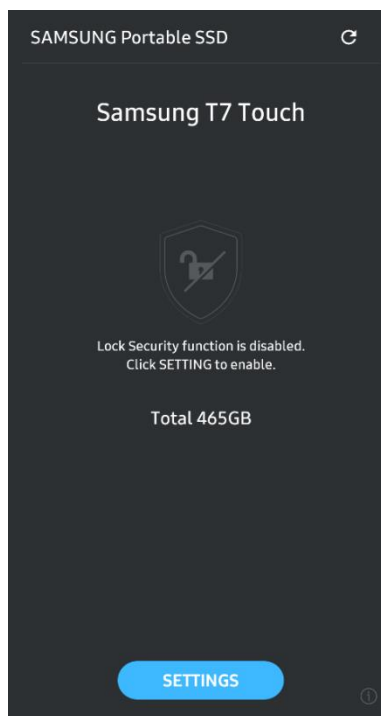 SAMSUNG Portable SSD
Samsung T7 Touch
Lock Security function is disabled.
Click SETTING to enable.
Total 465GB
SETTINGS